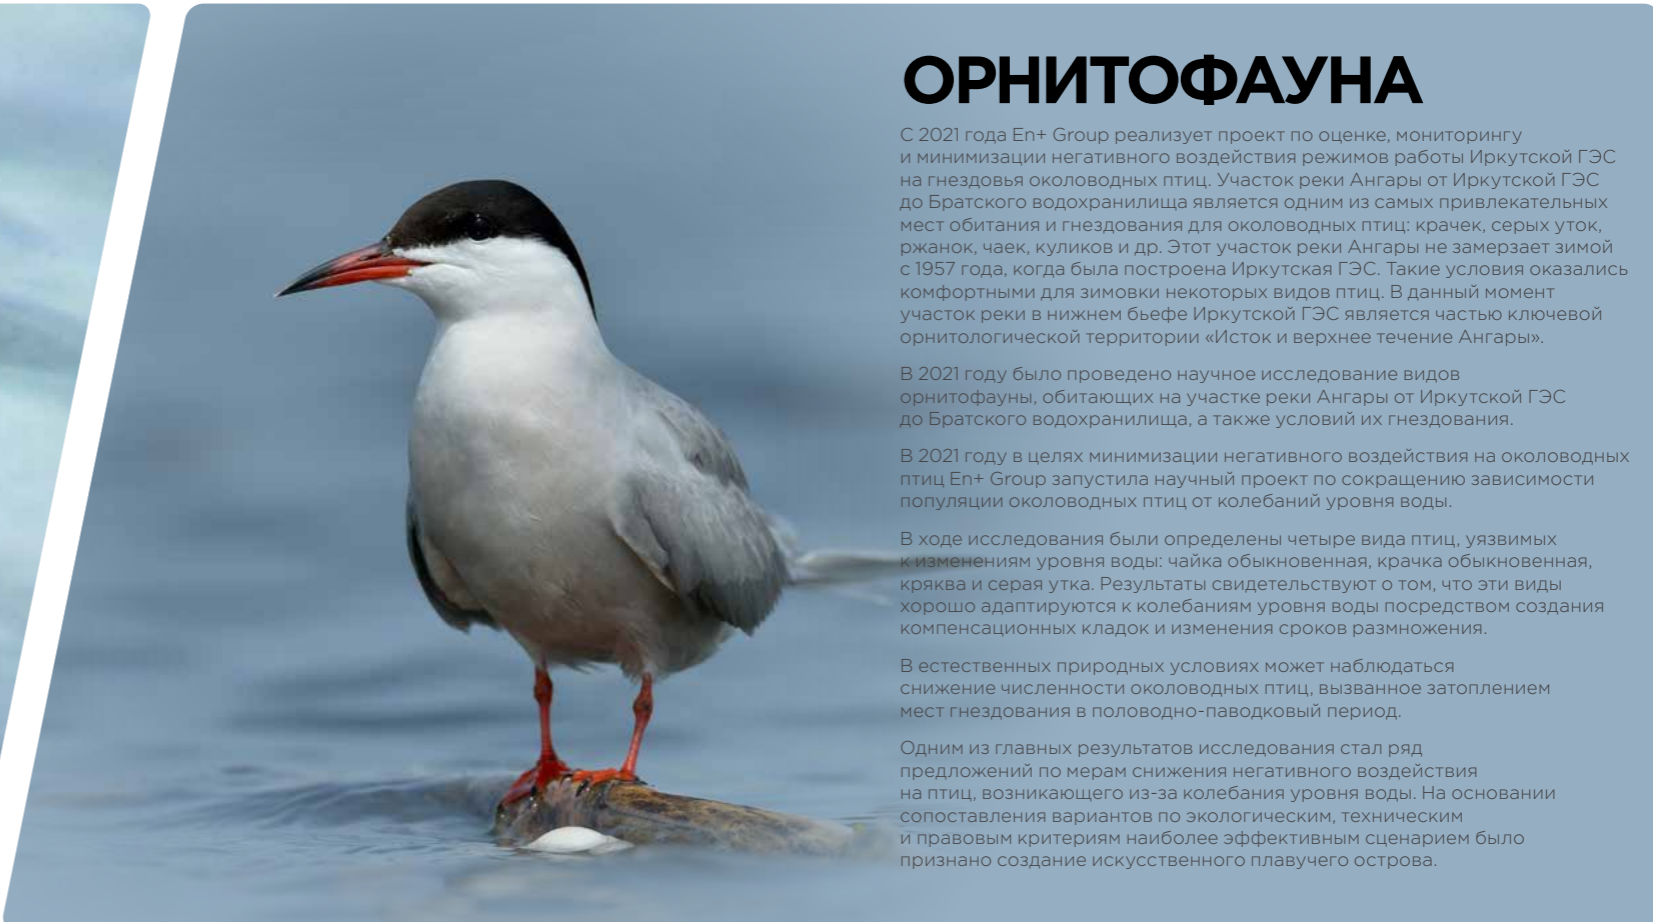 ОРНИТОФАУНА
С 2021 года En+ Group реализует проект по оценке, мониторингу
и минимизации негативного воздействия режимов работы Иркутской ГЭС
на гнездовья околоводных птиц. Участок реки Ангары от Иркутской ГЭС
до Братского водохранилища является одним из самых привлекательных
мест обитания и гнездования для околоводных птиц: крачек, серых уток,
ржанок, чаек, куликов и др. Этот участок реки Ангары не замерзает зимой
с 1957 года, когда была построена Иркутская ГЭС. Такие условия оказались
комфортными для зимовки некоторых видов птиц. В данный момент
участок реки в нижнем бьефе Иркутской ГЭС является частью ключевой
орнитологической территории «Исток и верхнее течение Ангары».
В 2021 году было проведено научное исследование видов
орнитофауны, обитающих на участке реки Ангары от Иркутской ГЭС
до Братского водохранилища, а также условий их гнездования.
В 2021 году в целях минимизации негативного воздействия на околоводных
птиц En+ Group запустила научный проект по сокращению зависимости
популяции околоводных птиц от колебаний уровня воды.
В ходе исследования были определены четыре вида птиц, уязвимых
к изменениям уровня воды: чайка обыкновенная, крачка обыкновенная,
кряква и серая утка. Результаты свидетельствуют о том, что эти виды
хорошо адаптируются к колебаниям уровня воды посредством создания
компенсационных кладок и изменения сроков размножения.
В естественных природных условиях может наблюдаться
снижение численности околоводных птиц, вызванное затоплением
мест гнездования в половодно-паводковый период.
Одним из главных результатов исследования стал ряд
предложений по мерам снижения негативного воздействия
на птиц, возникающего из-за колебания уровня воды. На основании
сопоставления вариантов по экологическим, техническим
и правовым критериям наиболее эффективным сценарием было
признано создание искусственного плавучего острова.